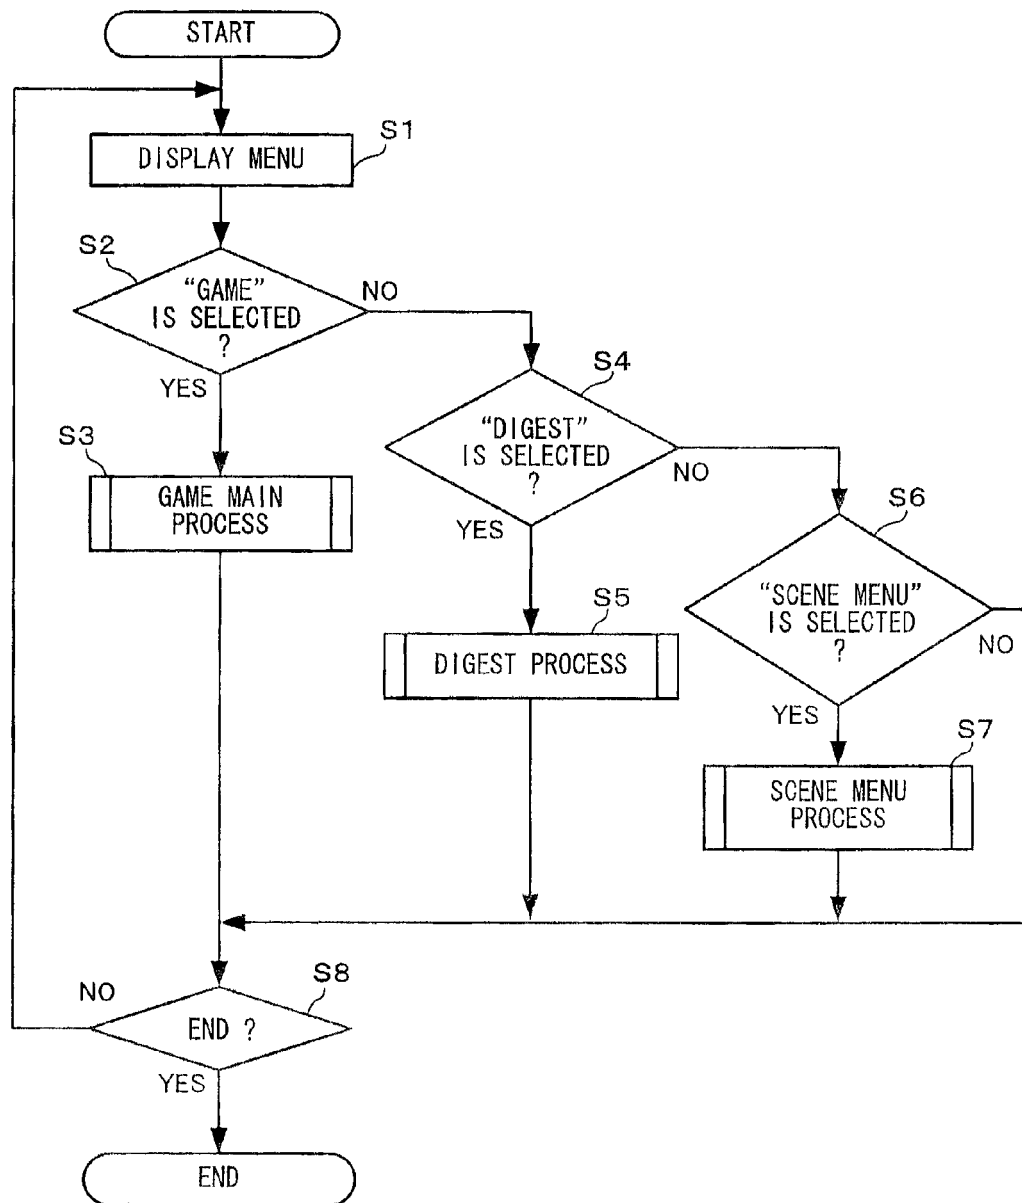 START
S1
DISPLAY MENU
S2
“GAME”
IS SELECTED
?
NO
YES
S3
GAME MAIN
PROCESS
S4
“DIGEST”
IS SELECTED
?
NO
YES
S5
DIGEST PROCESS
S6
“SCENE MENU”
IS SELECTED
?
NO
YES
S7
SCENE MENU
PROCESS
S8
NO
END ?
YES
END